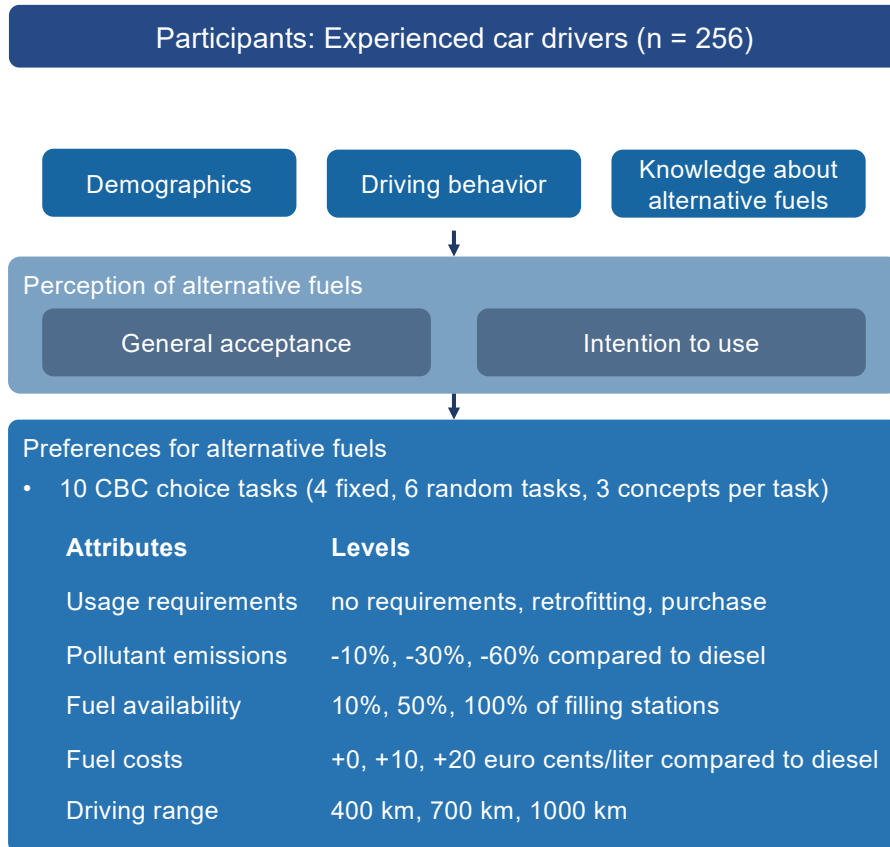 Participants: Experienced car drivers (n = 256)
Demographics
Driving behavior
Knowledge about
alternative fuels
Perception of alternative fuels
General acceptance
Intention to use
Preferences for alternative fuels
• 10 CBC choice tasks (4 fixed, 6 random tasks, 3 concepts per task)
Attributes Levels
Usage requirements no requirements, retrofitting, purchase
Pollutant emissions -10%, -30%, -60% compared to diesel
Fuel availability 10%, 50%, 100% of filling stations
Fuel costs +0, +10, +20 euro cents/liter compared to diesel
Driving range 400 km, 700 km, 1000 km